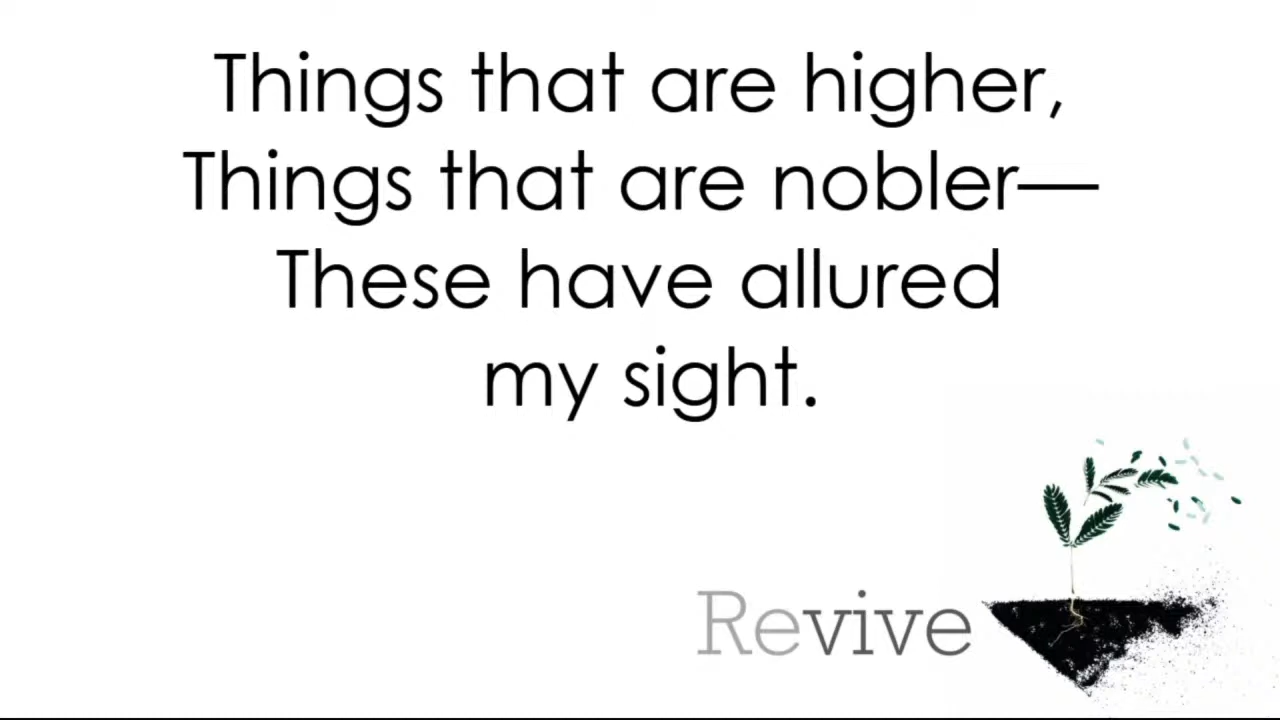 Things that are higher,
Things that are nobler—
These have allured
my sight.
Revive